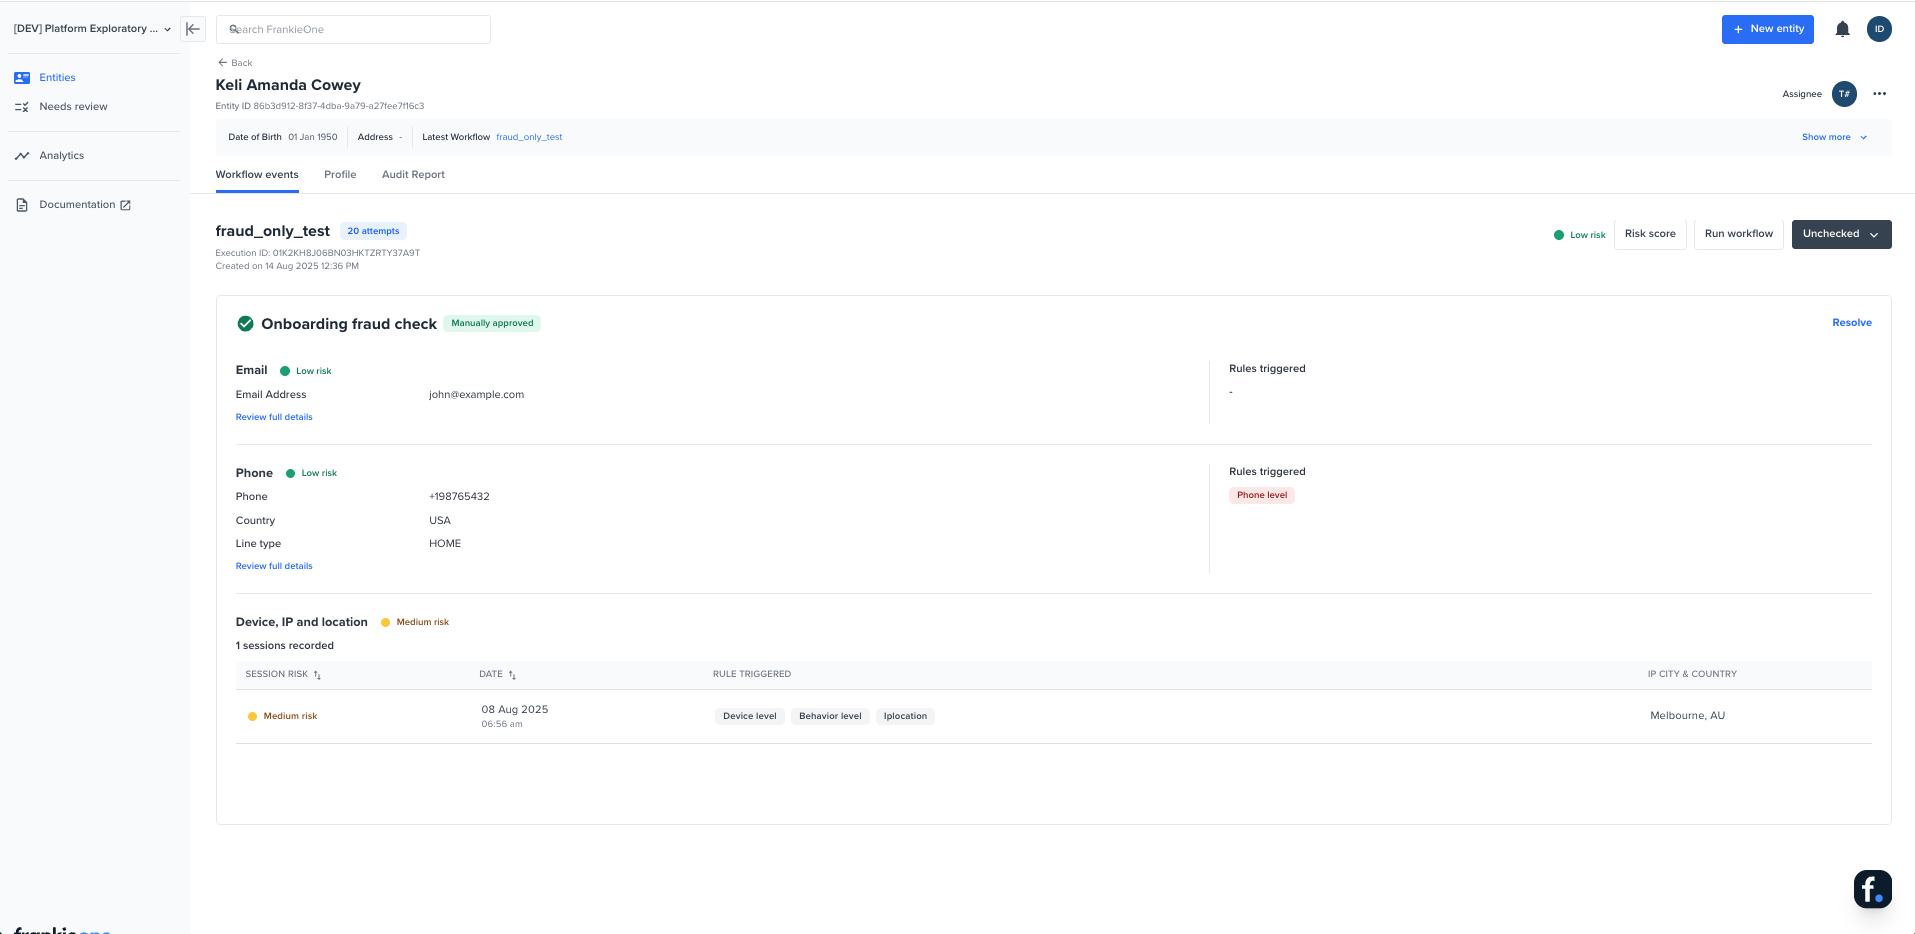 [DEV] Platform Exploratory ...
Search FrankieOne
New entity
ID
Entities
Needs review
Analytics
Documentation
Back
Keli Amanda Cowey
Entity ID 86b3d912-8f37-4dba-9a79-a27fee7f16c3
Assignee T#
Date of Birth 01 Jan 1950 Address - Latest Workflow fraud_only_test Show more
Workflow events Profile Audit Report
fraud_only_test 20 attempts
Execution ID: 01K2KH8J06BN03HKTZRTY37A9T
Created on 14 Aug 2025 12:36 PM
Low risk Risk score Run workflow Unchecked
Onboarding fraud check Manually approved Resolve
Email Low risk
Email Address john@example.com
Review full details
Rules triggered
-
Phone Low risk
Phone +198765432
Country USA
Line type HOME
Review full details
Rules triggered
Phone level
Device, IP and location Medium risk
1 sessions recorded
SESSION RISK DATE RULE TRIGGERED IP CITY & COUNTRY
Medium risk 08 Aug 2025 Device level Behavior level Iplocation Melbourne, AU
06:56 am
f.
frankieone